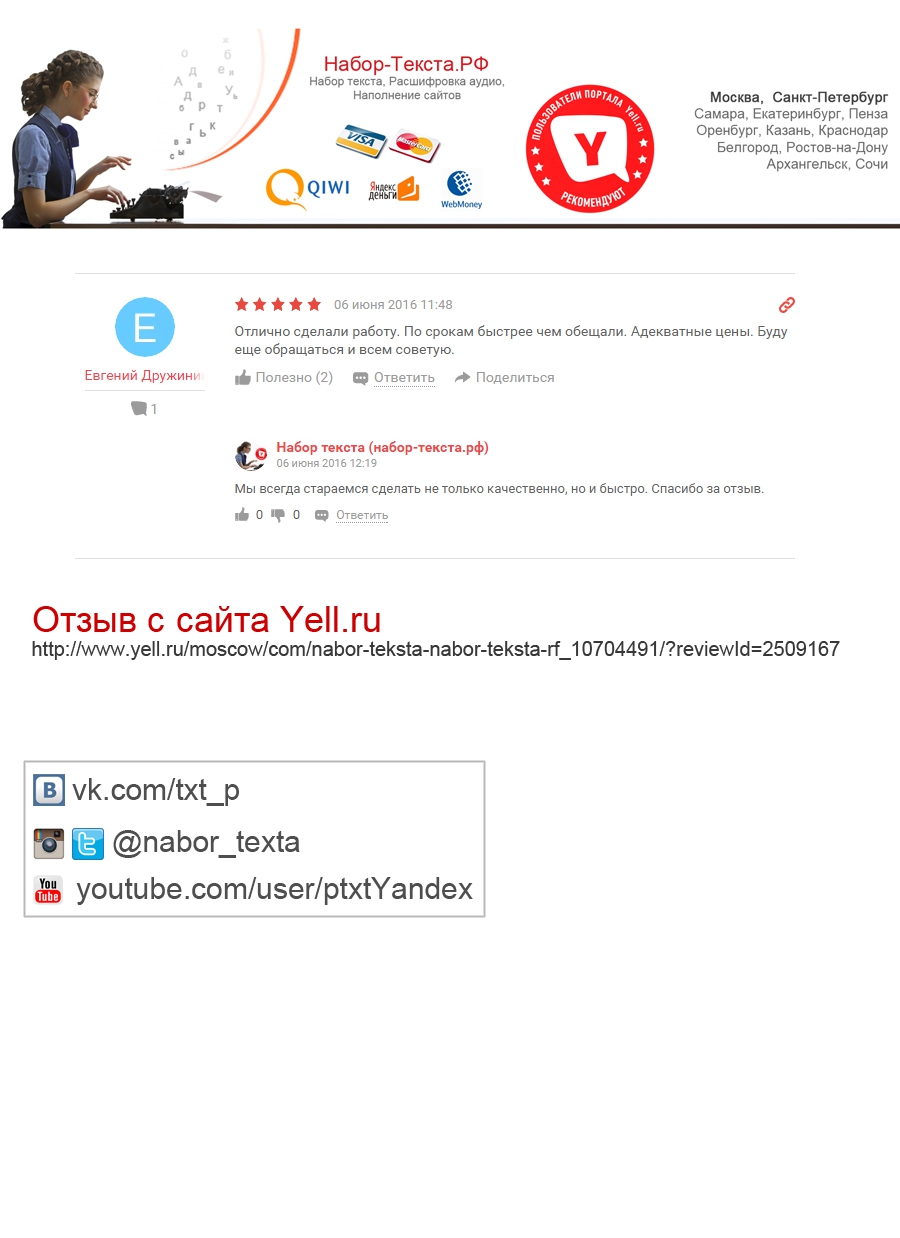 Набор-Текста.РФ
Набор текста, Расшифровка аудио,
Наполнение сайтов
VISA
MasterCard
QIWI
Яндекс
деньги
WebMoney
ПОЛЬЗОВАТЕЛИ ПОРТАЛА Yell.ru
Y
РЕКОМЕНДУЮТ
Москва, Санкт-Петербург
Самара, Екатеринбург, Пенза
Оренбург, Казань, Краснодар
Белгород, Ростов-на-Дону
Архангельск, Сочи
Е
Евгений Дружини
1
06 июня 2016 11:48
Отлично сделали работу. По срокам быстрее чем обещали. Адекватные цены. Буду
еще обращаться и всем советую.
Полезно (2) Ответить Поделиться
Набор текста (набор-текста.рф)
06 июня 2016 12:19
Мы всегда стараемся сделать не только качественно, но и быстро. Спасибо за отзыв.
0 0 Ответить
Отзыв с сайта Yell.ru
http://www.yell.ru/moscow/com/nabor-teksta-nabor-teksta-rf_10704491/?reviewId=2509167
B vk.com/txt_p
@nabor_texta
You Tube youtube.com/user/ptxtYandex